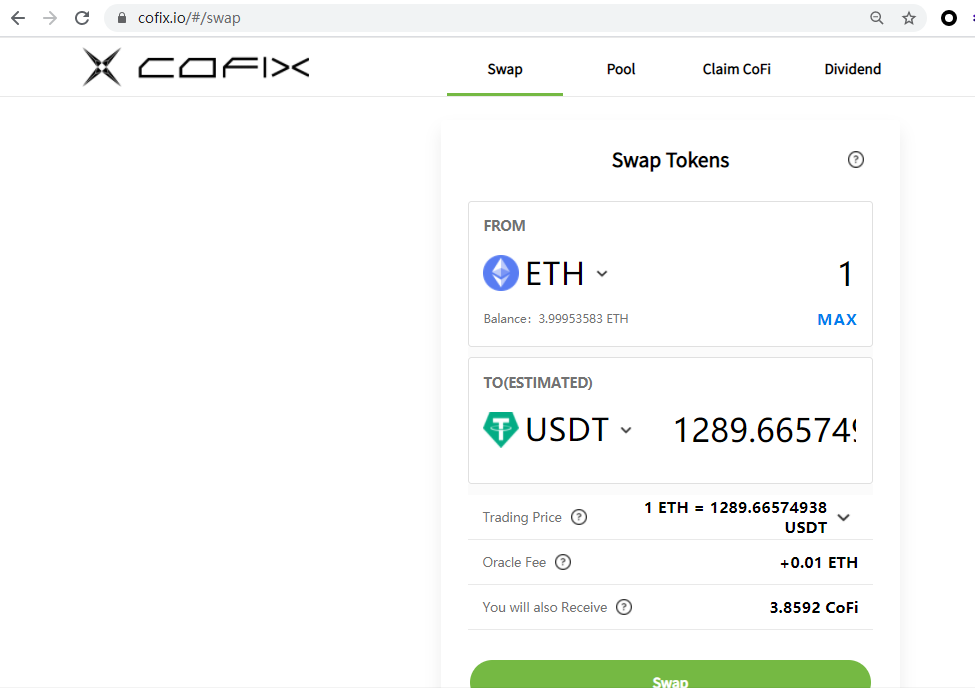 cofix.io/#/swap
COFIX
Swap Pool Claim CoFi Dividend
Swap Tokens ?
FROM
ETH 1
Balance: 3.99953583 ETH MAX
TO(ESTIMATED)
USDT 1289.665749
Trading Price ? 1 ETH = 1289.66574938
USDT
Oracle Fee ? +0.01 ETH
You will also Receive ? 3.8592 CoFi
Swap